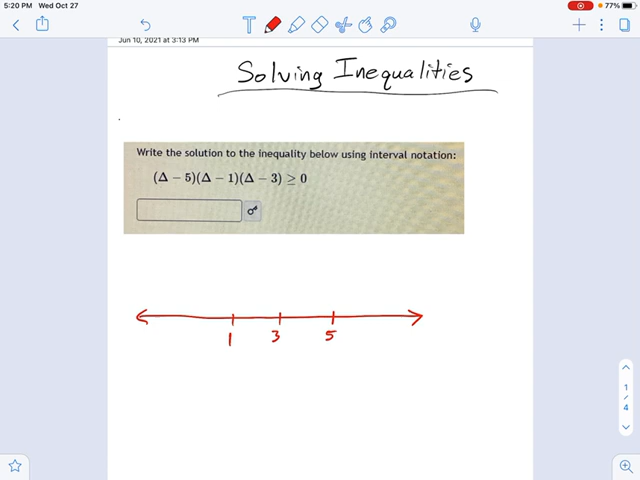 5:20 PM Wed Oct 27
77%
Jun 10, 2021 at 3:13 PM
Solving Inequalities
Write the solution to the inequality below using interval notation:
(Δ − 5)(Δ − 1)(Δ − 3) ≥ 0
1 3 5
1
/
4